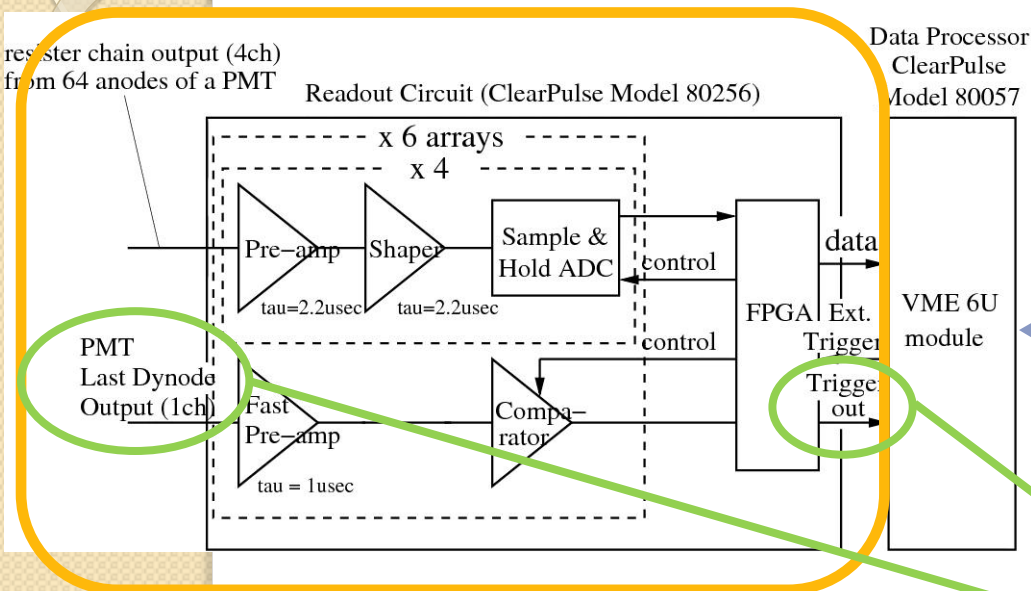 resister chain output (4ch)
from 64 anodes of a PMT
Readout Circuit (ClearPulse Model 80256)
Data Processor
ClearPulse
Model 80057
x 6 arrays
x 4
Pre-amp
Shaper
Sample &
Hold ADC
tau=2.2usec
tau=2.2usec
control
data
FPGA
Ext.
Trigger
VME 6U
module
PMT
Last Dynode
Output (1ch)
control
Trigger
out
Fast
Pre-amp
Compa-
rator
tau = 1usec